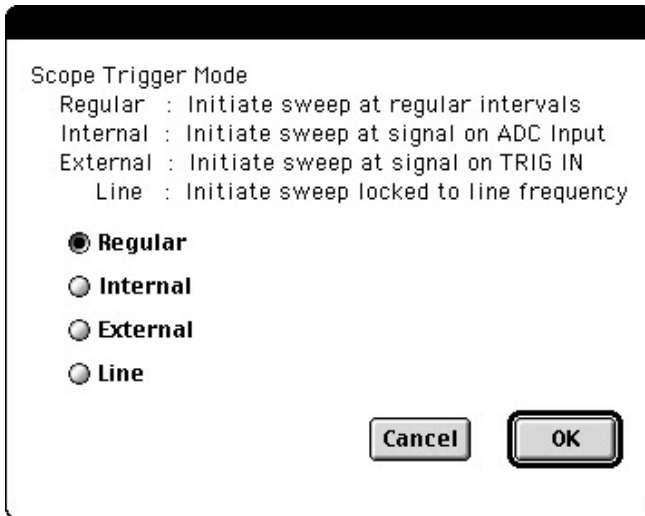 Scope Trigger Mode
Regular : Initiate sweep at regular intervals
Internal : Initiate sweep at signal on ADC Input
External : Initiate sweep at signal on TRIG IN
Line : Initiate sweep locked to line frequency
Regular
Internal
External
Line
Cancel OK